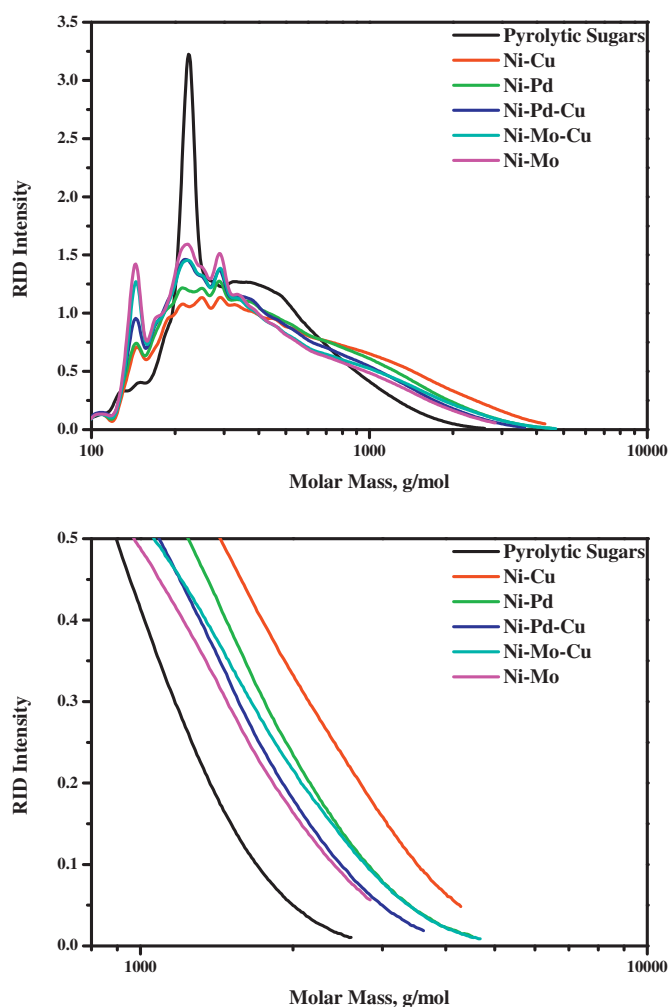 3.5
3.0
2.5
2.0
1.5
1.0
0.5
0.0
RID Intensity
Pyrolytic Sugars
Ni-Cu
Ni-Pd
Ni-Pd-Cu
Ni-Mo-Cu
Ni-Mo
100
1000
10000
Molar Mass, g/mol
0.5
0.4
0.3
0.2
0.1
0.0
RID Intensity
Pyrolytic Sugars
Ni-Cu
Ni-Pd
Ni-Pd-Cu
Ni-Mo-Cu
Ni-Mo
1000
10000
Molar Mass, g/mol